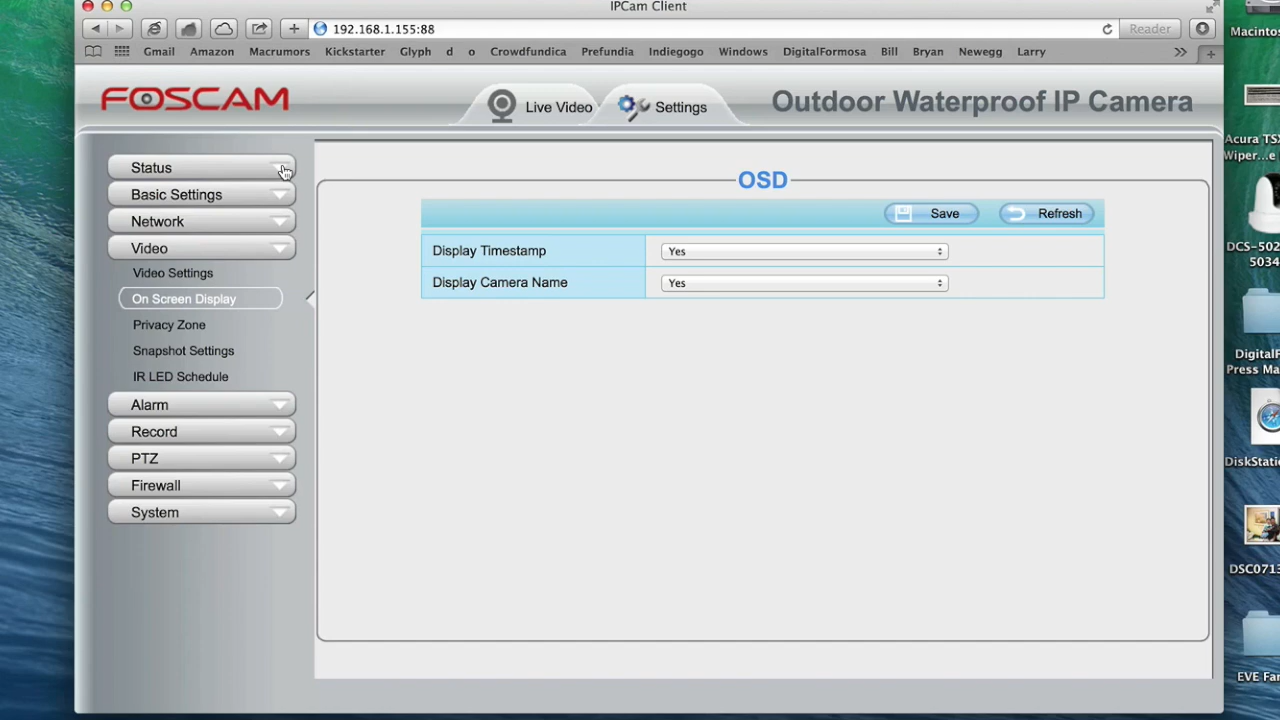 IPCam Client
192.168.1.155:88
Reader
Gmail Amazon Macrumors Kickstarter Glyph d o Crowdfundica Prefundia Indiegogo Windows DigitalFormosa Bill Bryan Newegg Larry
FOSCAM
Live Video
Settings
Outdoor Waterproof IP Camera
Status
Basic Settings
Network
Video
Video Settings
On Screen Display
Privacy Zone
Snapshot Settings
IR LED Schedule
Alarm
Record
PTZ
Firewall
System
OSD
Save
Refresh
Display Timestamp
Yes
Display Camera Name
Yes
Macintos
Acura TSX
Wiper...e
DCS-502
5034
DigitalF
Press Ma
DiskStati
DSC0713
EVE Fan